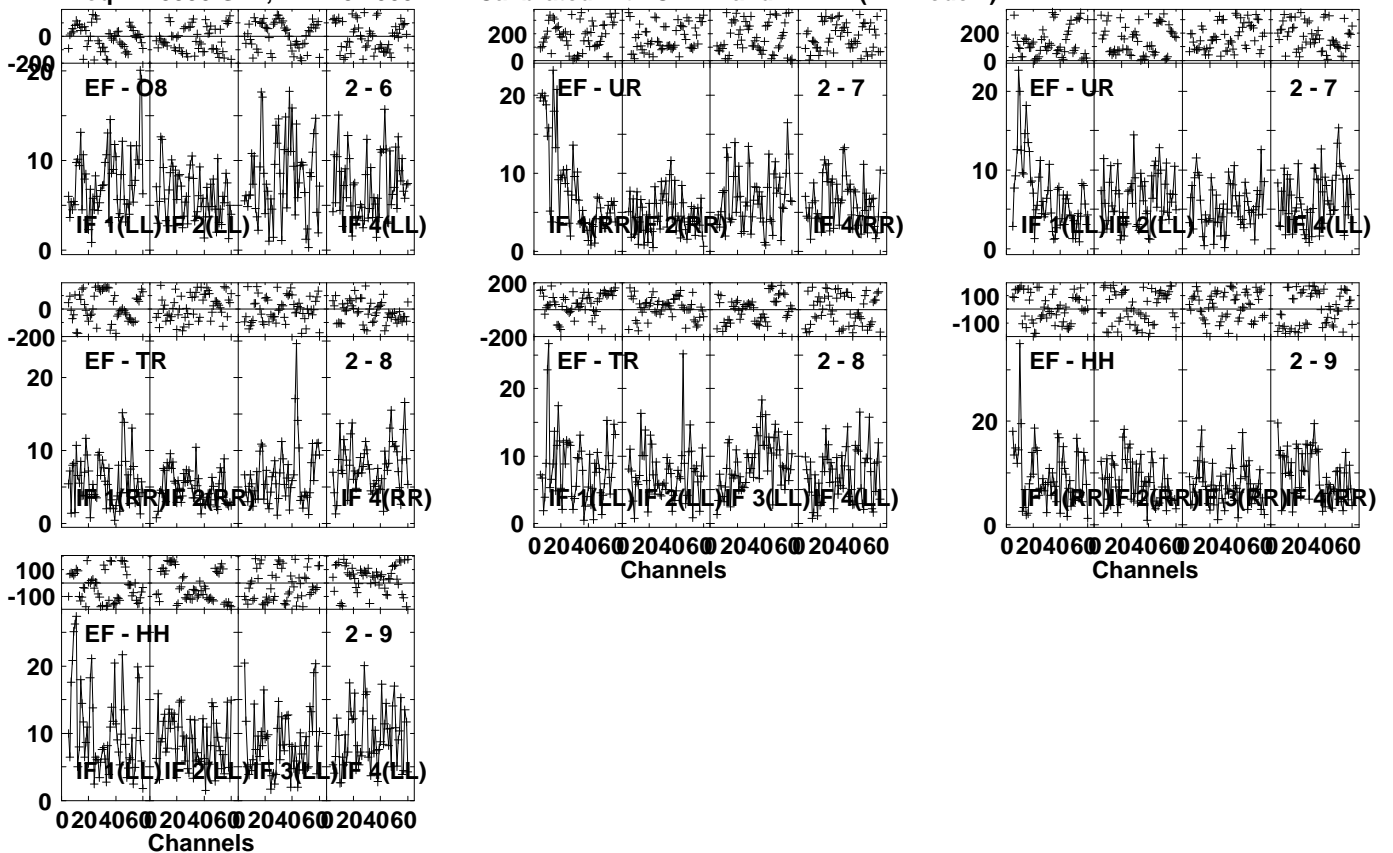 0
-200
20
10
0
EF - O8 2 - 6
IF 1(LL) IF 2(LL) IF 4(LL)
200
0
20
10
0
EF - UR 2 - 7
IF 1(RR) IF 2(RR) IF 4(RR)
200
0
20
10
0
EF - UR 2 - 7
IF 1(LL) IF 2(LL) IF 4(LL)
0
-200
20
10
0
EF - TR 2 - 8
IF 1(RR) IF 2(RR) IF 4(RR)
200
0
-200
20
10
0
EF - TR 2 - 8
IF 1(LL) IF 2(LL) IF 3(LL) IF 4(LL)
0 20 40 60 0 20 40 60 0 20 40 60 0 20 40 60
Channels
100
-100
20
10
0
EF - HH 2 - 9
IF 1(RR) IF 2(RR) IF 3(RR) IF 4(RR)
0 20 40 60 0 20 40 60 0 20 40 60 0 20 40 60
Channels
100
-100
20
10
0
EF - HH 2 - 9
IF 1(LL) IF 2(LL) IF 3(LL) IF 4(LL)
0 20 40 60 0 20 40 60 0 20 40 60 0 20 40 60
Channels